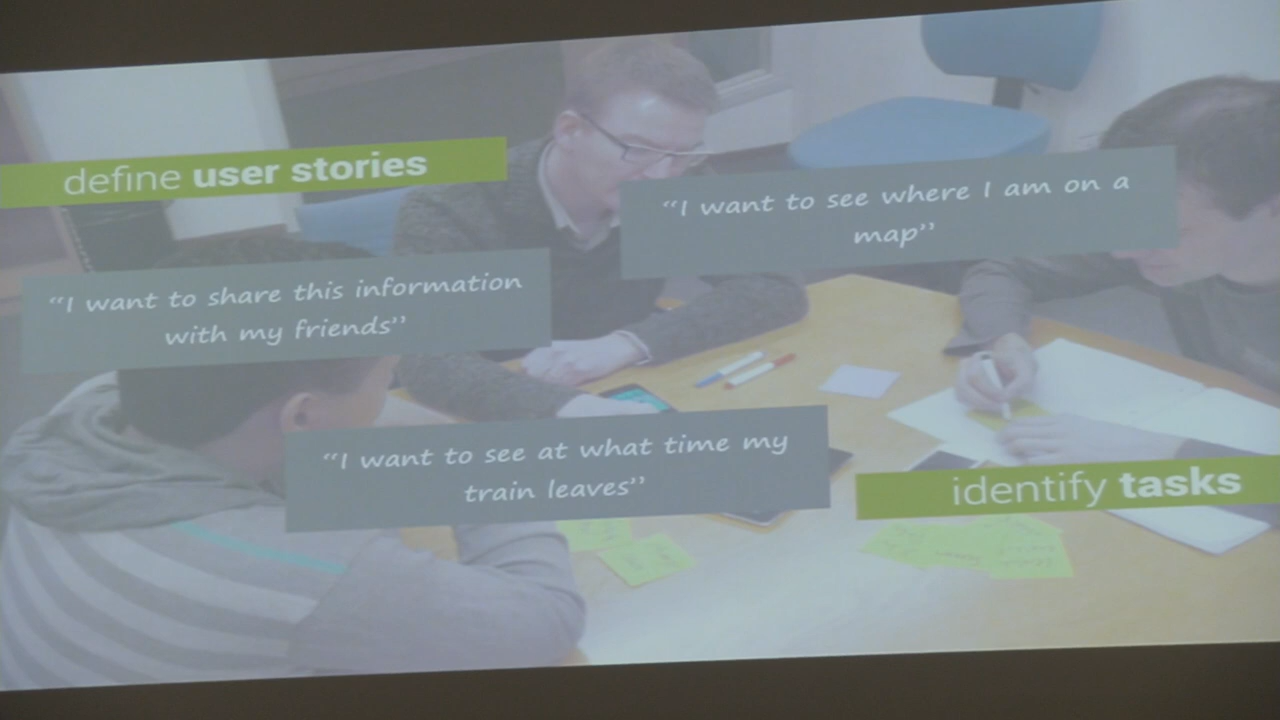 define user stories
“I want to see where I am on a
map”
“I want to share this information
with my friends”
“I want to see at what time my
train leaves”
identify tasks